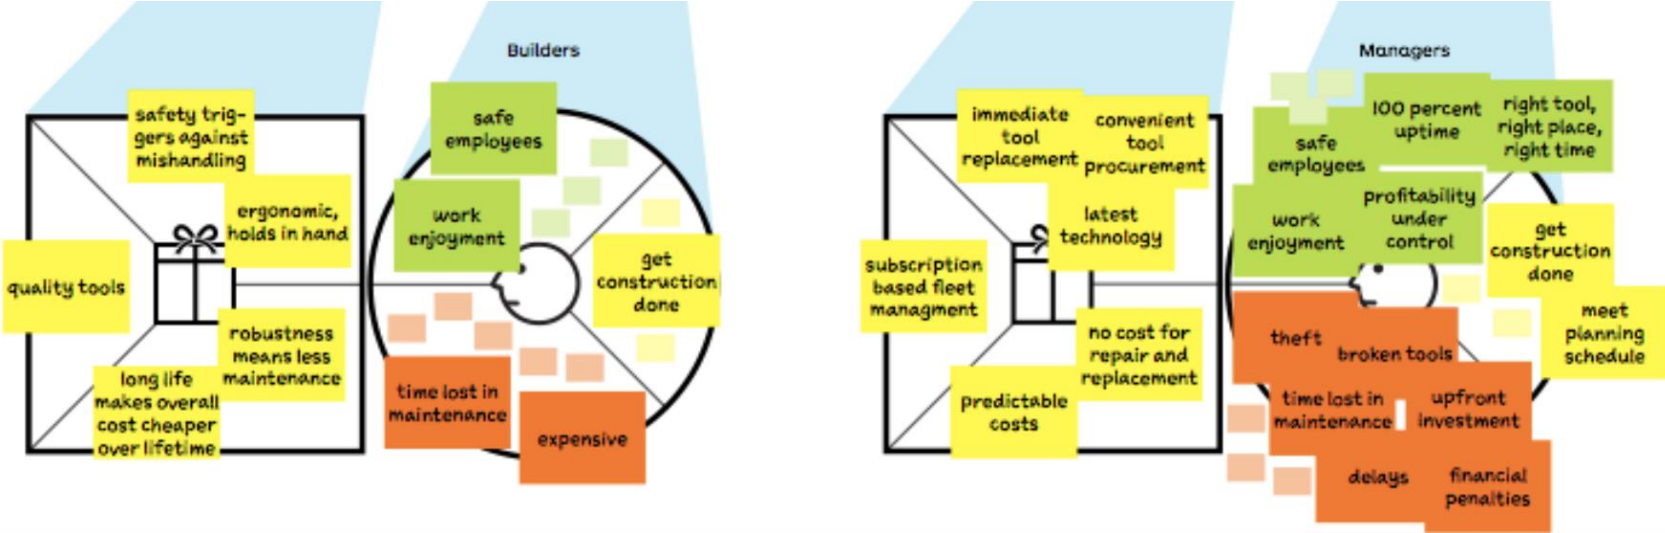 Builders
safety trig-
gers against
mishandling
ergonomic,
holds in hand
quality tools
robustness
means less
maintenance
long life
makes overall
cost cheaper
over lifetime
safe
employees
work
enjoyment
get
construction
done
time lost in
maintenance
expensive
Managers
immediate
tool
replacement
convenient
tool
procurement
latest
technology
subscription
based fleet
managment
no cost for
repair and
replacement
predictable
costs
safe
employees
100 percent
uptime
right tool,
right place,
right time
work
enjoyment
profitability
under
control
get
construction
done
meet
planning
schedule
theft
broken tools
time lost in
maintenance
upfront
investment
delays
financial
penalties